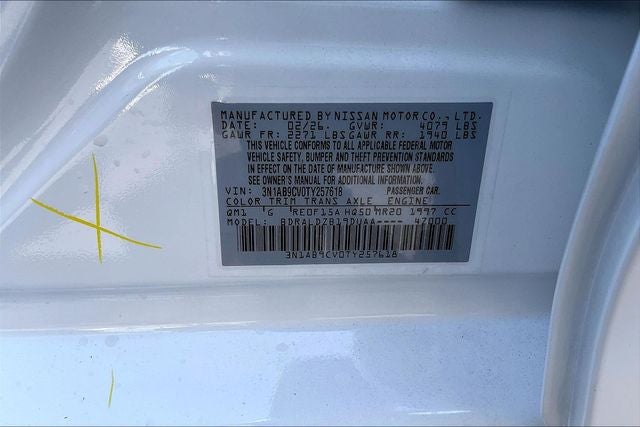 MANUFACTURED BY NISSAN MOTOR CO., LTD.
DATE: 02/26. GVWR: 4079 LBS
GAWR FR: 2271 LBS GAWR RR: 1940 LBS
THIS VEHICLE CONFORMS TO ALL APPLICABLE FEDERAL MOTOR
VEHICLE SAFETY, BUMPER AND THEFT PREVENTION STANDARDS
IN EFFECT ON THE DATE OF MANUFACTURE SHOWN ABOVE.
SEE OWNER'S MANUAL FOR ADDITIONAL INFORMATION
VIN: 3N1AB9CV0TY257618 PASSENGER CAR.
COLOR TRIM TRANS AXLE ENGINE
QM1 G RE0F15A HQ50 MR20 1997 CC
MODEL: BDRALDZB19DUAA---- 4Z000
3N1AB9CV0TY257618